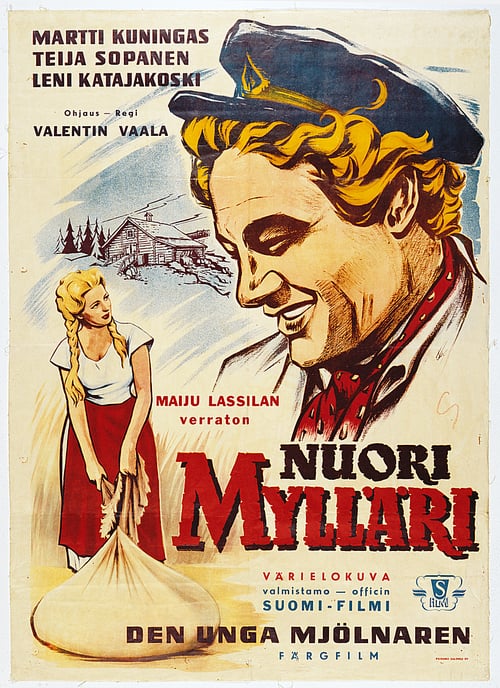 MARTTI KUNINGAS
TEIJA SOPANEN
LENI KATAJAKOSKI
Ohjaus – Regi
VALENTIN VAALA
MAIJU LASSILAN
verraton
NUORI
MYLLÄRI
VÄRIELOKUVA
valmistamo – officin
SUOMI-FILMI
S
FILMI
DEN UNGA MJÖLNAREN
FÄRGFILM